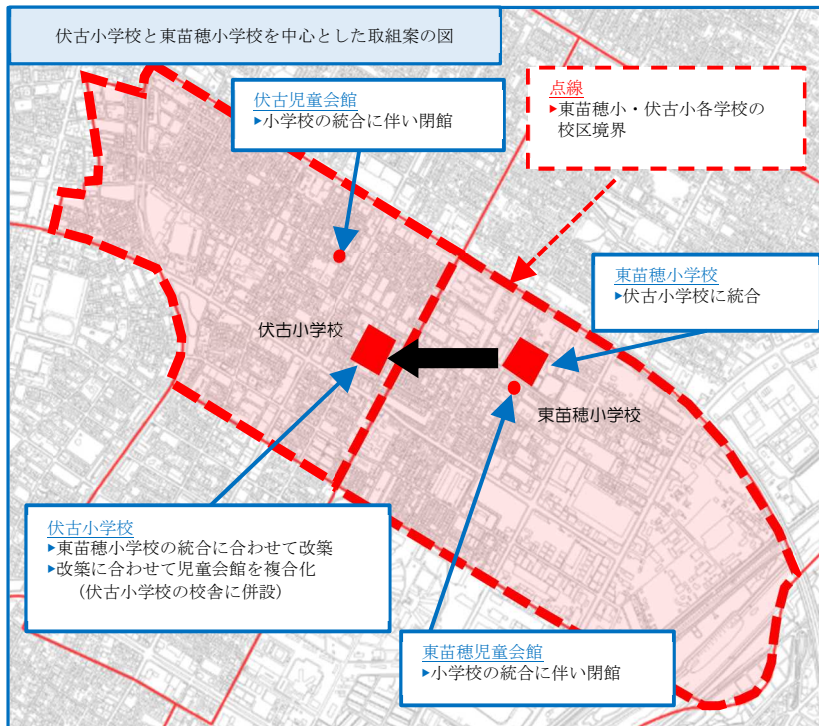 伏古小学校と東苗穂小学校を中心とした取組案の図
伏古児童会館
▶小学校の統合に伴い閉館
点線
▶東苗穂小・伏古小各学校の
校区境界
東苗穂小学校
▶伏古小学校に統合
伏古小学校
東苗穂小学校
伏古小学校
▶東苗穂小学校の統合に合わせて改築
▶改築に合わせて児童会館を複合化
（伏古小学校の校舎に併設）
東苗穂児童会館
▶小学校の統合に伴い閉館